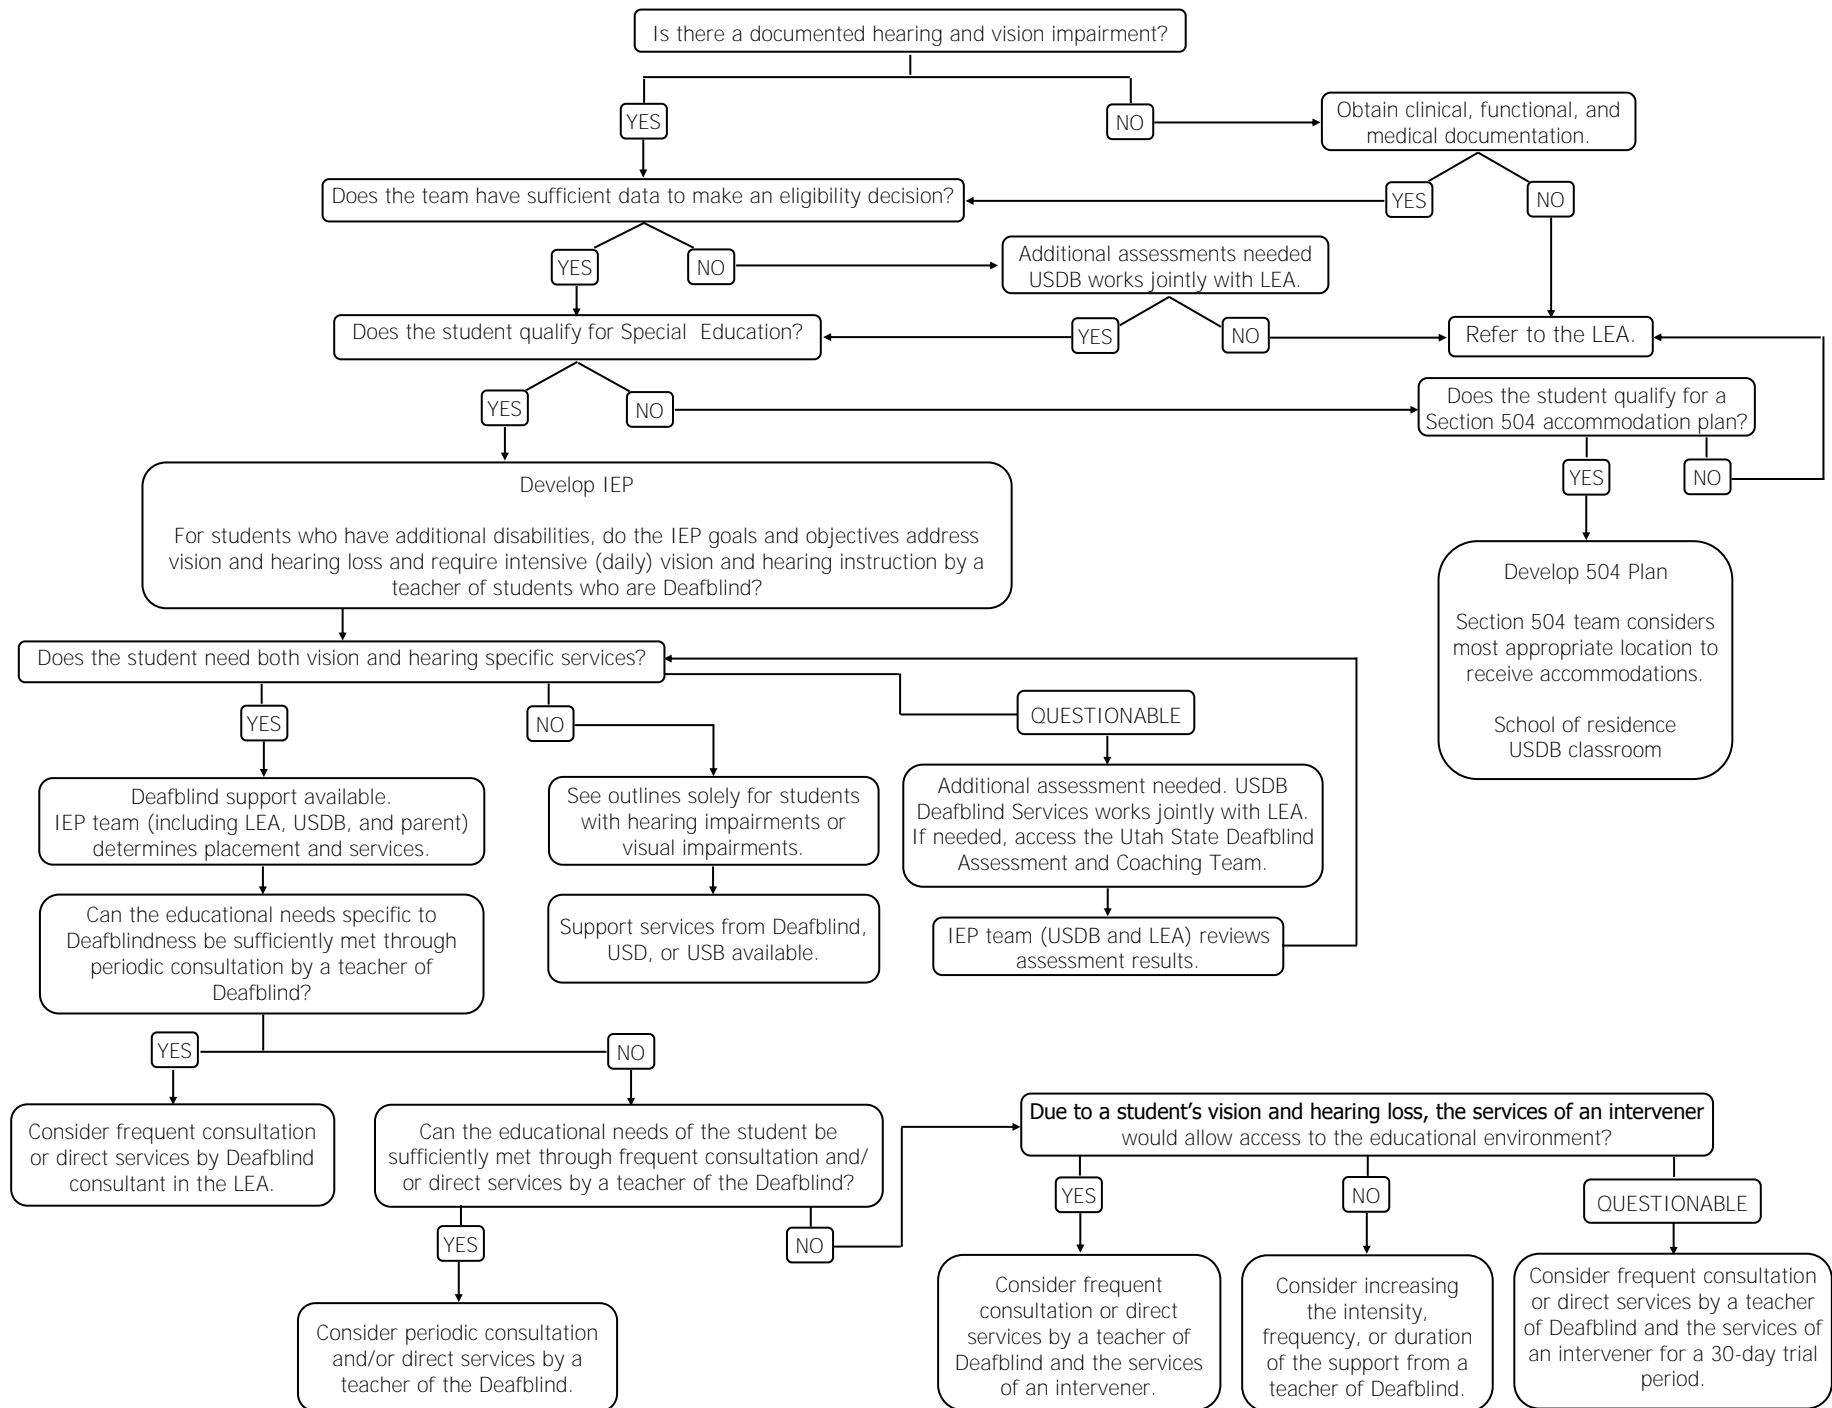 Is there a documented hearing and vision impairment?
YES
NO
Obtain clinical, functional, and
medical documentation.
Does the team have sufficient data to make an eligibility decision?
YES
NO
YES
NO
Additional assessments needed
USDB works jointly with LEA.
Does the student qualify for Special  Education?
YES
NO
Refer to the LEA.
YES
NO
Does the student qualify for a
Section 504 accommodation plan?
YES
NO
Develop IEP
For students who have additional disabilities, do the IEP goals and objectives address
vision and hearing loss and require intensive (daily) vision and hearing instruction by a
teacher of students who are Deafblind?
Develop 504 Plan
Section 504 team considers
most appropriate location to
receive accommodations.
School of residence
USDB classroom
Does the student need both vision and hearing specific services?
YES
NO
QUESTIONABLE
Deafblind support available.
IEP team (including LEA, USDB, and parent)
determines placement and services.
See outlines solely for students
with hearing impairments or
visual impairments.
Additional assessment needed. USDB
Deafblind Services works jointly with LEA.
If needed, access the Utah State Deafblind
Assessment and Coaching Team.
Can the educational needs specific to
Deafblindness be sufficiently met through
periodic consultation by a teacher of
Deafblind?
Support services from Deafblind,
USD, or USB available.
IEP team (USDB and LEA) reviews
assessment results.
YES
NO
Consider frequent consultation
or direct services by Deafblind
consultant in the LEA.
Can the educational needs of the student be
sufficiently met through frequent consultation and/
or direct services by a teacher of the Deafblind?
Due to a student’s vision and hearing loss, the services of an intervener
would allow access to the educational environment?
YES
NO
YES
NO
QUESTIONABLE
Consider periodic consultation
and/or direct services by a
teacher of the Deafblind.
Consider frequent
consultation or direct
services by a teacher of
Deafblind and the services
of an intervener.
Consider increasing
the intensity,
frequency, or duration
of the support from a
teacher of Deafblind.
Consider frequent consultation
or direct services by a teacher
of Deafblind and the services of
an intervener for a 30-day trial
period.